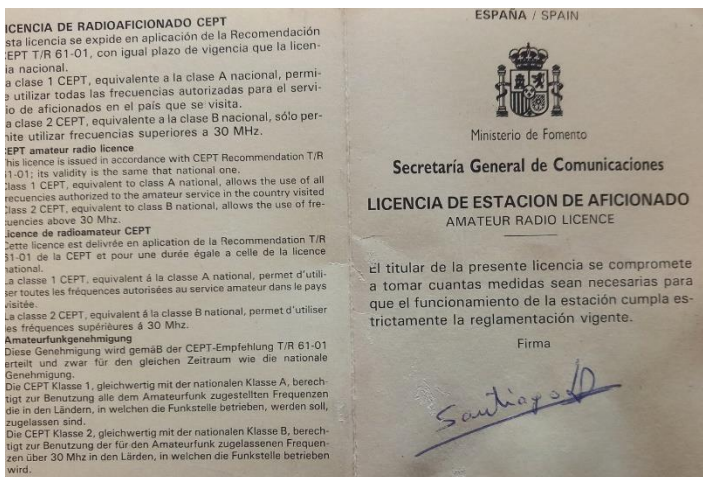 ICENCIA DE RADIOAFICIONADO CEPT
sta licencia se expide en aplicación de la Recomendación
CEPT T/R 61-01, con igual plazo de vigencia que la licen-
ia nacional.
a clase 1 CEPT, equivalente a la clase A nacional, permi-
e utilizar todas las frecuencias autorizadas para el servi-
io de aficionados en el país que se visita.
a clase 2 CEPT, equivalente a la clase B nacional, sólo per-
nite utilizar frecuencias superiores a 30 MHz.
CEPT amateur radio licence
This licence is issued in accordance with CEPT Recommendation T/R
61-01; its validity is the same that national one.
Class 1 CEPT, equivalent to class A national, allows the use of all
frecuencies authorized to the amateur service in the country visited
Class 2 CEPT, equivalent to class B national, allows the use of fre-
cuencies above 30 Mhz.
Licence de radioamateur CEPT
Cette licence est delivrée en aplication de la Recommendation T/R
61-01 de la CEPT et pour une durée égale a celle de la licence
national.
La classe 1 CEPT, equivalent á la classe A national, permet d'utili-
ser toutes les fréquences autorisées au service amateur dans le pays
visitée.
La classe 2 CEPT, equivalent á la classe B national, permet d'utiliser
les fréquences supériéures á 30 Mhz.
Amateurfunkgenehmigung
Diese Genehmigung wird gemäB der CEPT-Empfehlung T/R 61-01
erteilt und zwar für den gleichen Zeitraum wie die nationale
Genehmigung.
Die CEPT Klasse 1, gleichwertig mit der nationalen Klasse A, berech-
tigt zur Benutzung alle dem Amateurfunk zugestellten Frequenzen
die in den Ländern, in welchen die Funkstelle betrieben, werden soll,
zugelassen sind.
Die CEPT Klasse 2, gleichwertig mit der nationalen Klasse B, berech-
tigt zur Benutzung der für den Amateurfunk zugelassenen Frequen-
zen über 30 Mhz in den Lärden, in welchen die Funkstelle betrieben
wird.
ESPAÑA / SPAIN
Ministerio de Fomento
Secretaría General de Comunicaciones
LICENCIA DE ESTACION DE AFICIONADO
AMATEUR RADIO LICENCE
El titular de la presente licencia se compromete
a tomar cuantas medidas sean necesarias para
que el funcionamiento de la estación cumpla es-
trictamente la reglamentación vigente.
Firma
Santiago